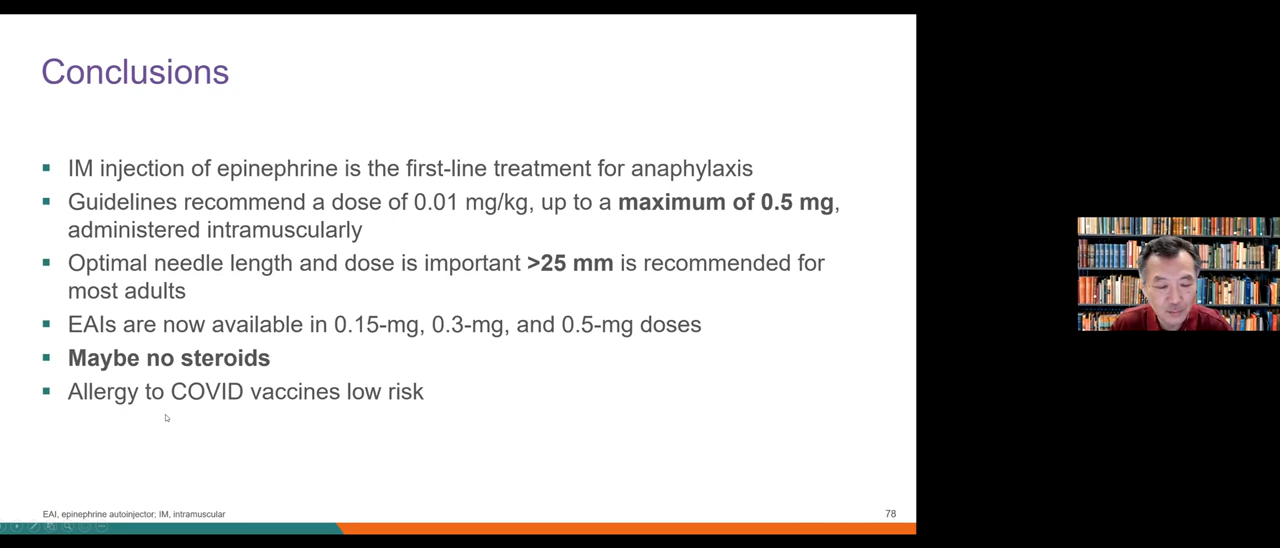 Conclusions
▪ IM injection of epinephrine is the first-line treatment for anaphylaxis
▪ Guidelines recommend a dose of 0.01 mg/kg, up to a maximum of 0.5 mg,
administered intramuscularly
▪ Optimal needle length and dose is important >25 mm is recommended for
most adults
▪ EAIs are now available in 0.15-mg, 0.3-mg, and 0.5-mg doses
▪ Maybe no steroids
▪ Allergy to COVID vaccines low risk
EAI, epinephrine autoinjector; IM, intramuscular
78